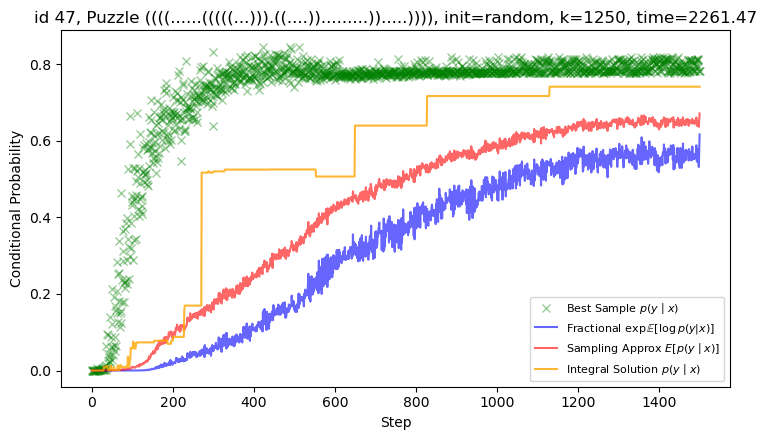 id 47, Puzzle ((((......(((((...))).((....)).........)).....)))), init=random, k=1250, time=2261.47
Conditional Probability
0.8
0.6
0.4
0.2
0.0
0 200 400 600 800 1000 1200 1400
Step
Best Sample p(y | x)
Fractional exp 𝔼[log p(y|x)]
Sampling Approx E[p(y | x)]
Integral Solution p(y | x)